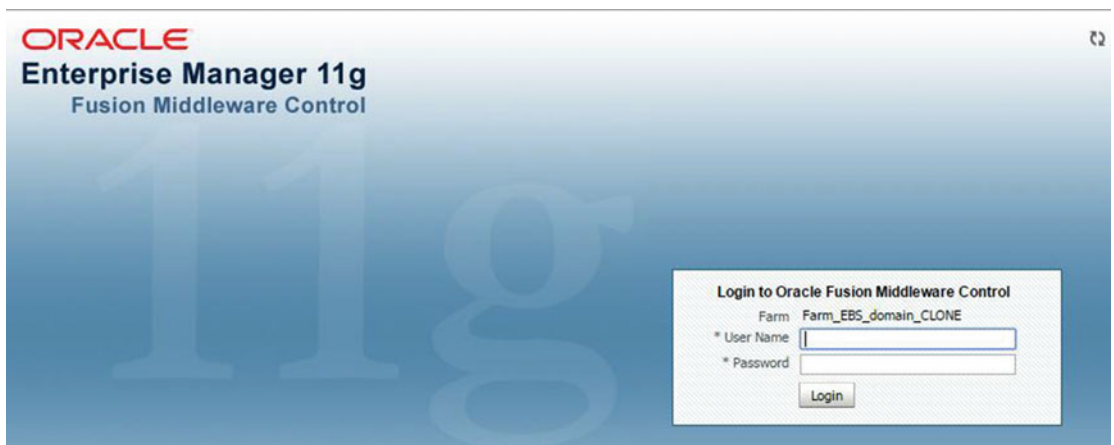 ORACLE
Enterprise Manager 11g
Fusion Middleware Control
11g
Login to Oracle Fusion Middleware Control
Farm Farm_EBS_domain_CLONE
* User Name
* Password
Login